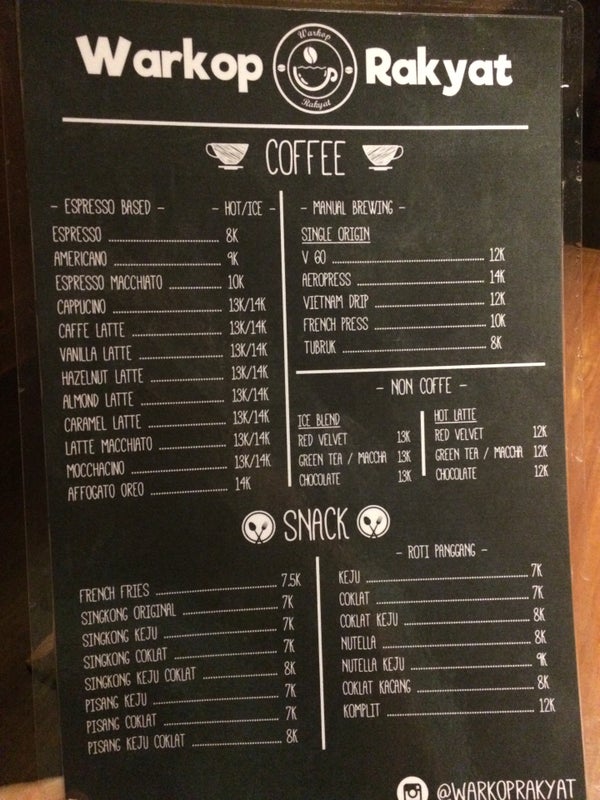 Warkop Rakyat
Warkop
Rakyat
COFFEE
- ESPRESSO BASED - - HOT/ICE -
ESPRESSO 8K
AMERICANO 9K
ESPRESSO MACCHIATO 10K
CAPPUCINO 13K/14K
CAFFE LATTE 13K/14K
VANILLA LATTE 13K/14K
HAZELNUT LATTE 13K/14K
ALMOND LATTE 13K/14K
CARAMEL LATTE 13K/14K
LATTE MACCHIATO 13K/14K
MOCCHACINO 13K/14K
AFFOGATO OREO 14K
- MANUAL BREWING -
SINGLE ORIGIN
V 60 12K
AEROPRESS 14K
VIETNAM DRIP 12K
FRENCH PRESS 10K
TUBRUK 8K
- NON COFFE -
ICE BLEND
RED VELVET 13K
GREEN TEA / MACCHA 13K
CHOCOLATE 13K
HOT LATTE
RED VELVET 12K
GREEN TEA / MACCHA 12K
CHOCOLATE 12K
SNACK
FRENCH FRIES 7.5K
SINGKONG ORIGINAL 7K
SINGKONG KEJU 7K
SINGKONG COKLAT 7K
SINGKONG KEJU COKLAT 8K
PISANG KEJU 7K
PISANG COKLAT 7K
PISANG KEJU COKLAT 8K
- ROTI PANGGANG -
KEJU 7K
COKLAT 7K
COKLAT KEJU 8K
NUTELLA 8K
NUTELLA KEJU 9K
COKLAT KACANG 8K
KOMPLIT 12K
@WARKOPRAKYAT